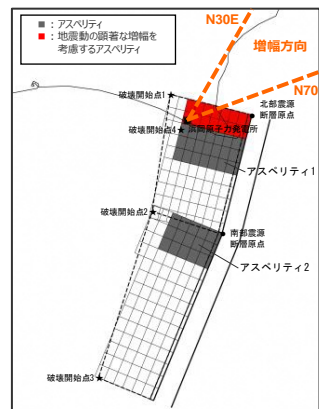 ■ : アスペリティ
■ : 地震動の顕著な増幅を
考慮するアスペリティ
N30E
増幅方向
N70
破壊開始点1
北部震源
断層原点
破壊開始点4
浜岡原子力発電所
アスペリティ1
破壊開始点2
南部震源
断層原点
アスペリティ2
破壊開始点3